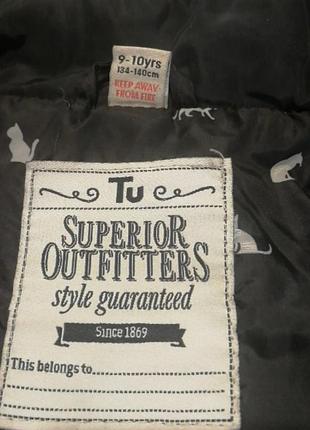 9-10yrs
134-140cm
KEEP AWAY
FROM FIRE
Tu
SUPERIOR
OUTFITTERS
style guaranteed
Since 1869
This belongs to